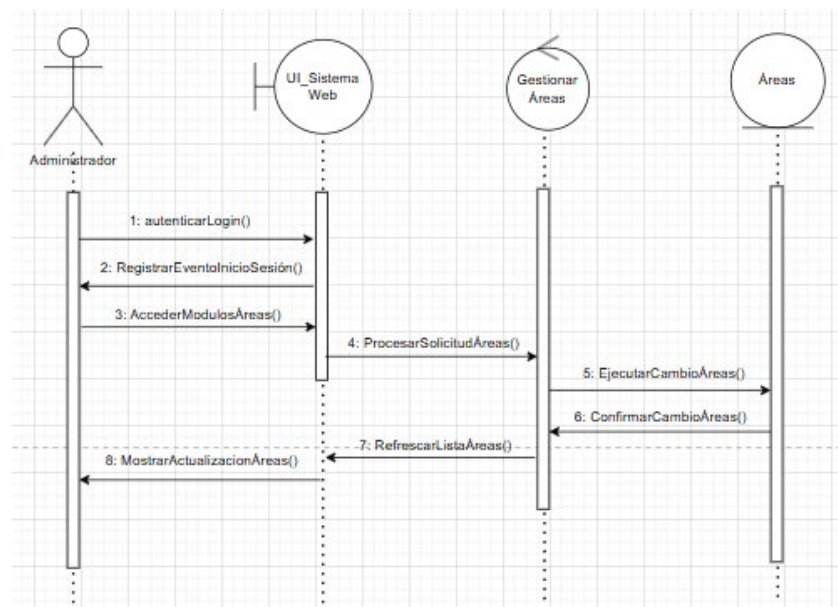 UI_Sistema
Web
Gestionar
Áreas
Áreas
Administrador
1: autenticarLogin()
2: RegistrarEventoInicioSesión()
3: AccederModulosÁreas()
4: ProcesarSolicitudÁreas()
5: EjecutarCambioÁreas()
6: ConfirmarCambioÁreas()
7: RefrescarListaÁreas()
8: MostrarActualizacionÁreas()